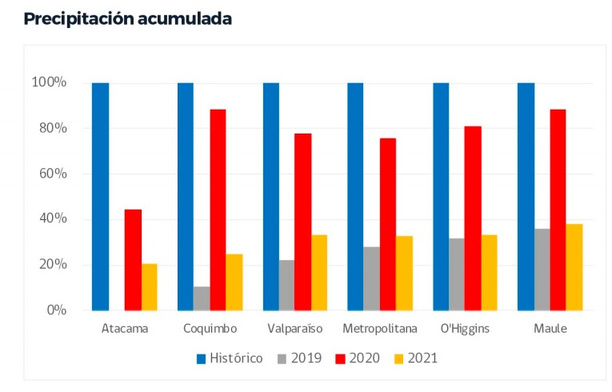 Precipitación acumulada
100%
80%
60%
40%
20%
0%
Atacama Coquimbo Valparaíso Metropolitana O'Higgins Maule
Histórico 2019 2020 2021